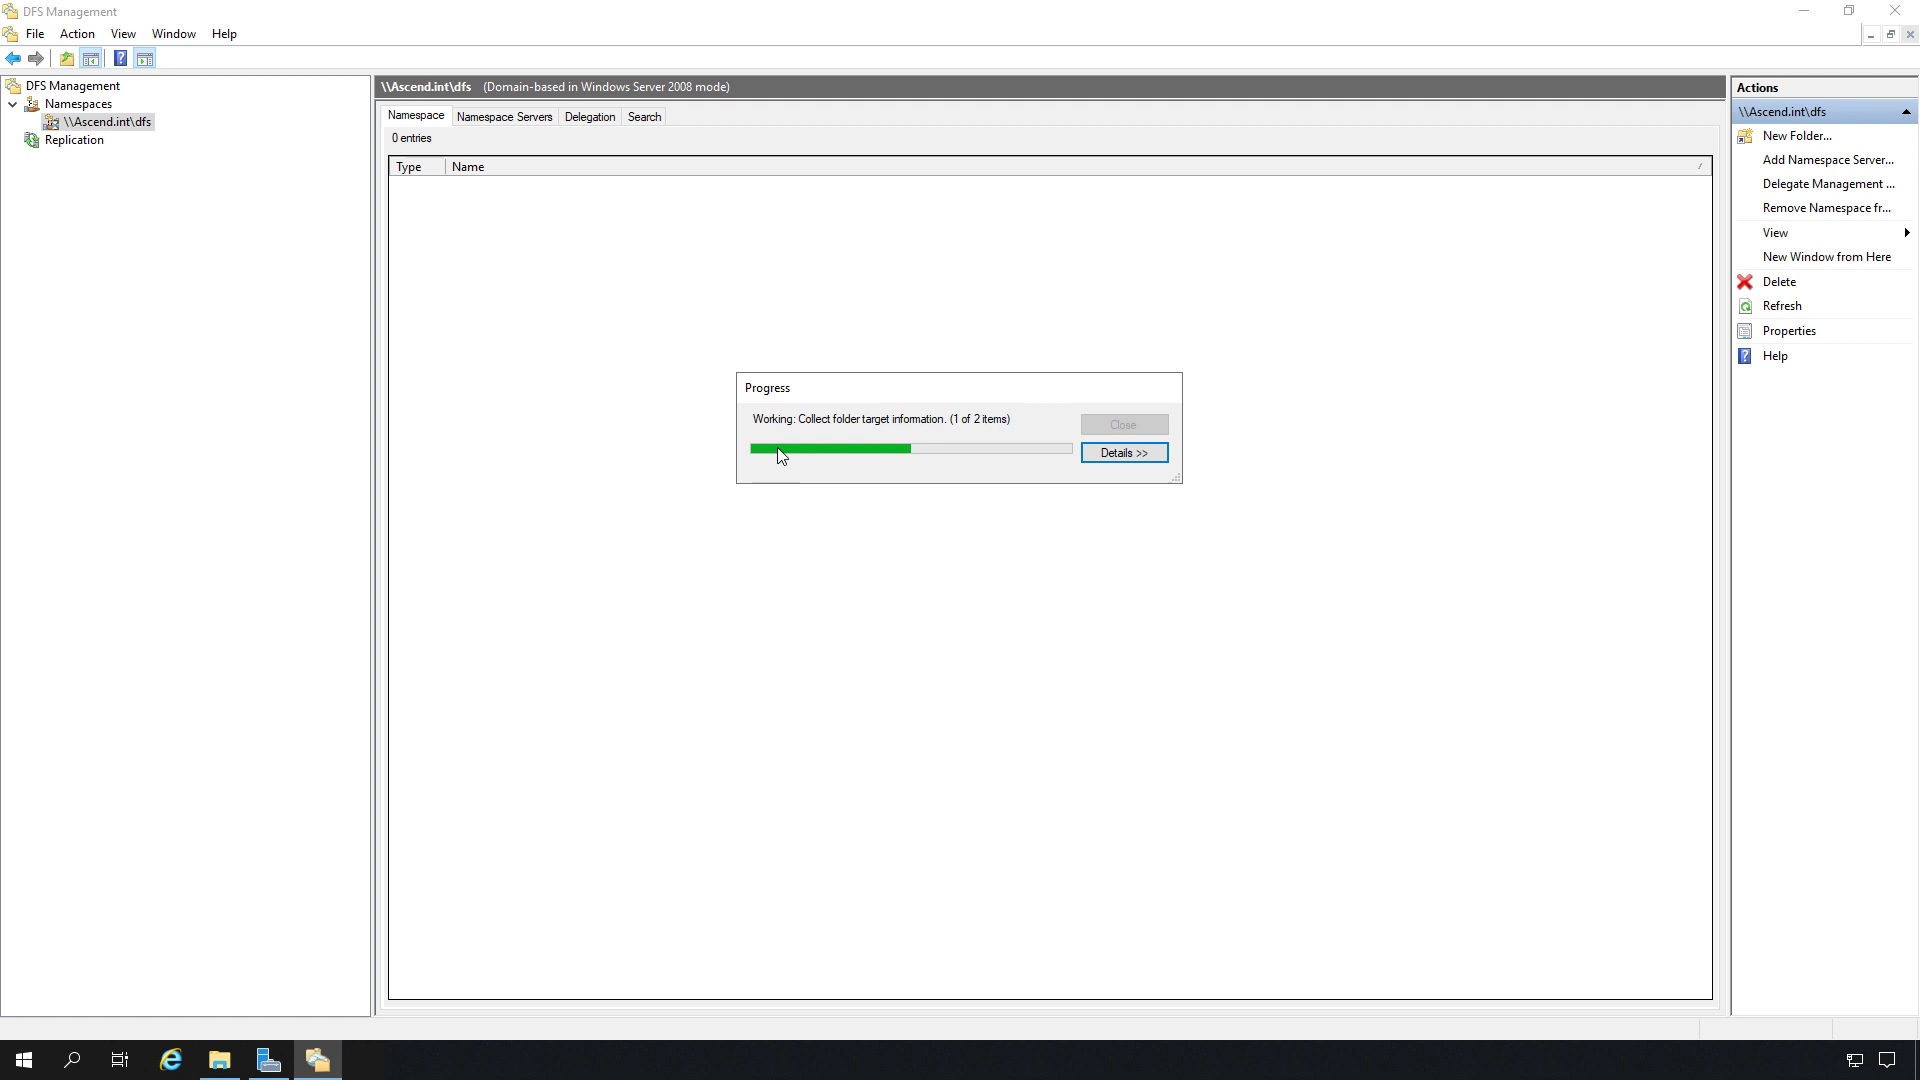 DFS Management
File Action View Window Help
DFS Management
Namespaces
\\Ascend.int\dfs
Replication
\\Ascend.int\dfs (Domain-based in Windows Server 2008 mode)
Namespace Namespace Servers Delegation Search
0 entries
Type Name
Progress
Working: Collect folder target information. (1 of 2 items)
Close
Details >>
Actions
\\Ascend.int\dfs
New Folder...
Add Namespace Server...
Delegate Management ...
Remove Namespace fr...
View
New Window from Here
Delete
Refresh
Properties
Help